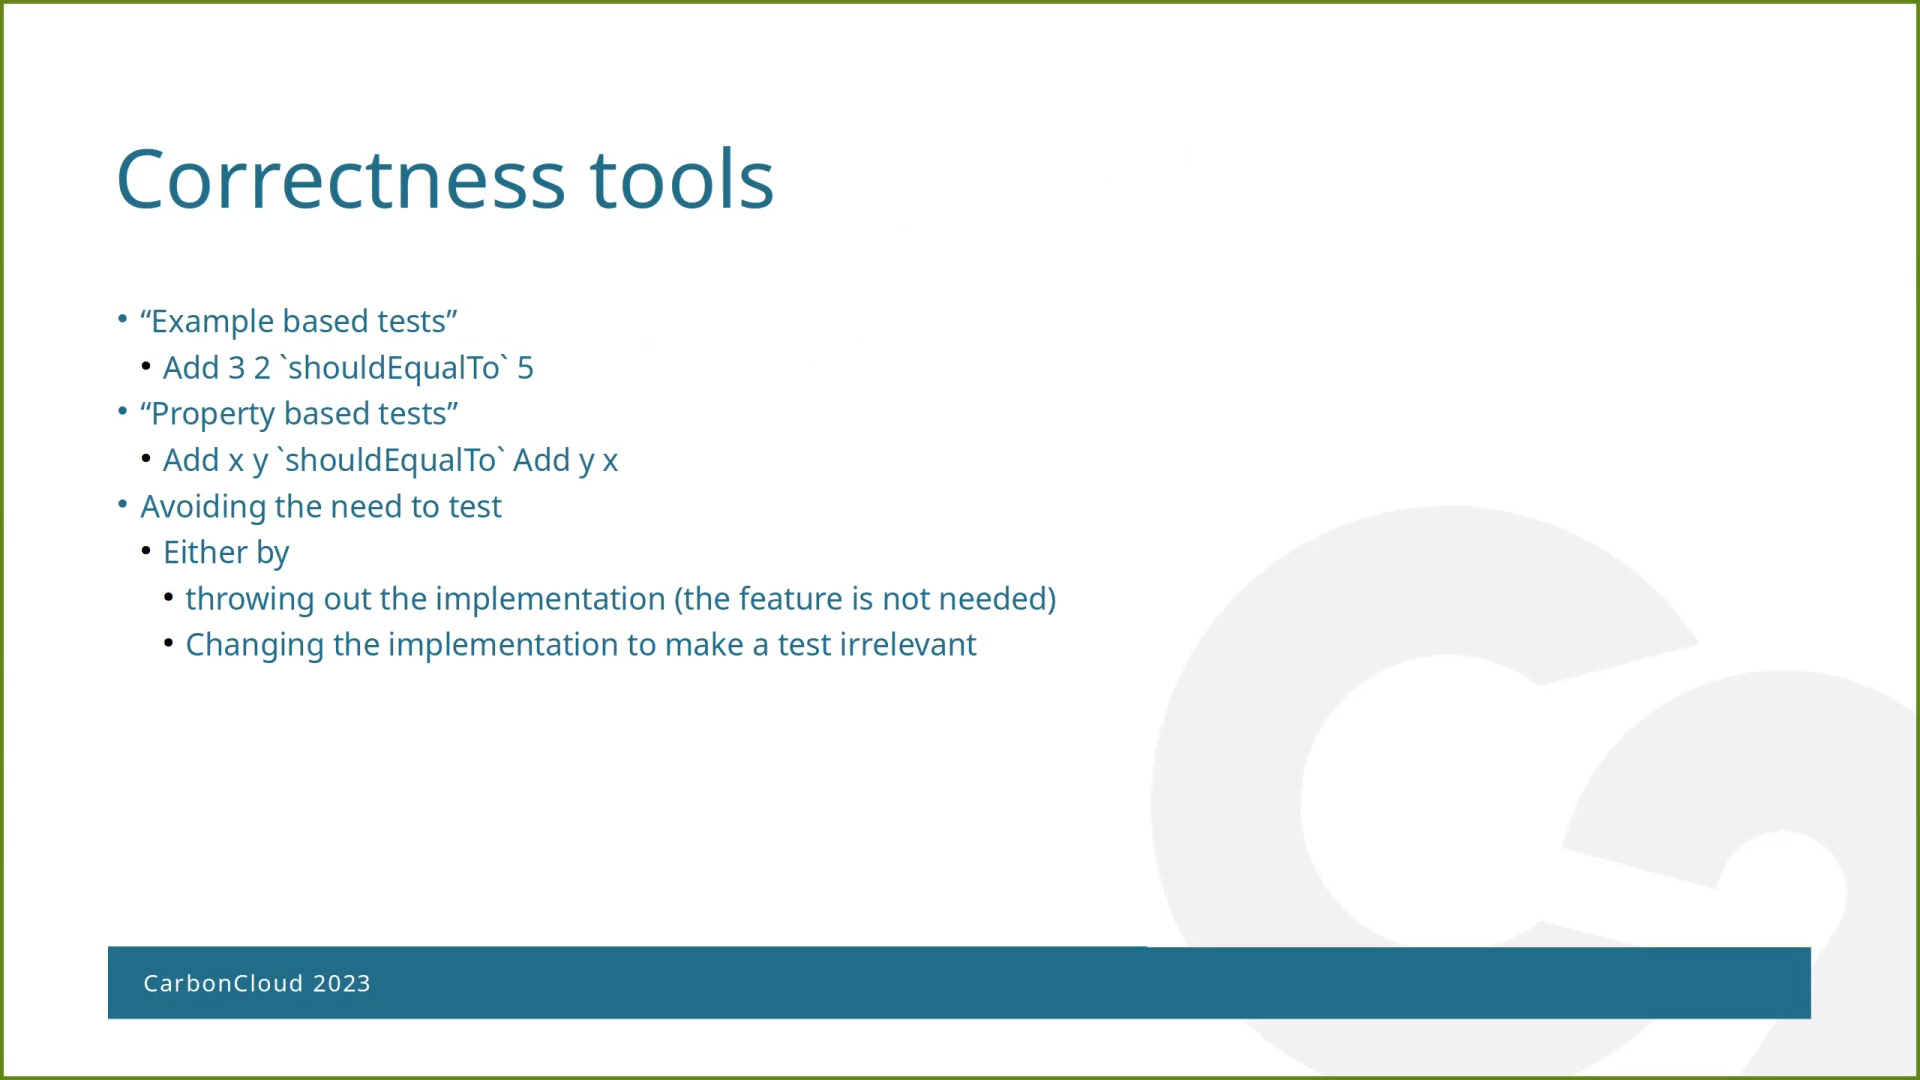 Correctness tools
• “Example based tests”
• Add 3 2 `shouldEqualTo` 5
• “Property based tests”
• Add x y `shouldEqualTo` Add y x
• Avoiding the need to test
• Either by
• throwing out the implementation (the feature is not needed)
• Changing the implementation to make a test irrelevant
CarbonCloud 2023